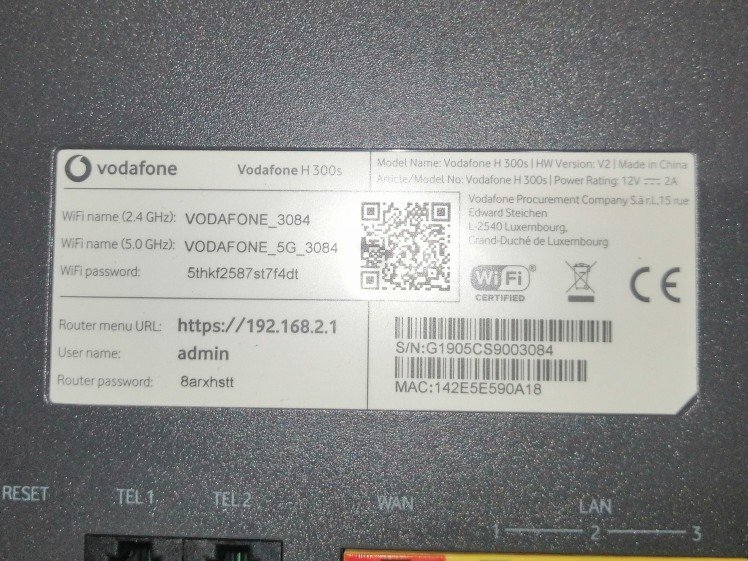 vodafone
Vodafone H 300s
WiFi name (2.4 GHz): VODAFONE_3084
WiFi name (5.0 GHz): VODAFONE_5G_3084
WiFi password: 5thkf2587st7f4dt
Router menu URL: https://192.168.2.1
User name: admin
Router password: 8arxhstt
Model Name: Vodafone H 300s | HW Version: V2 | Made in China
Article/Model No: Vodafone H 300s | Power Rating: 12V 2A
Vodafone Procurement Company S.à r.l., 15 rue
Edward Steichen
L-2540 Luxembourg,
Grand-Duché de Luxembourg
WiFi®
CERTIFIED
CE
S/N:G1905CS9003084
MAC:142E5E590A18
RESET
TEL 1
TEL 2
WAN
LAN
1 2 3